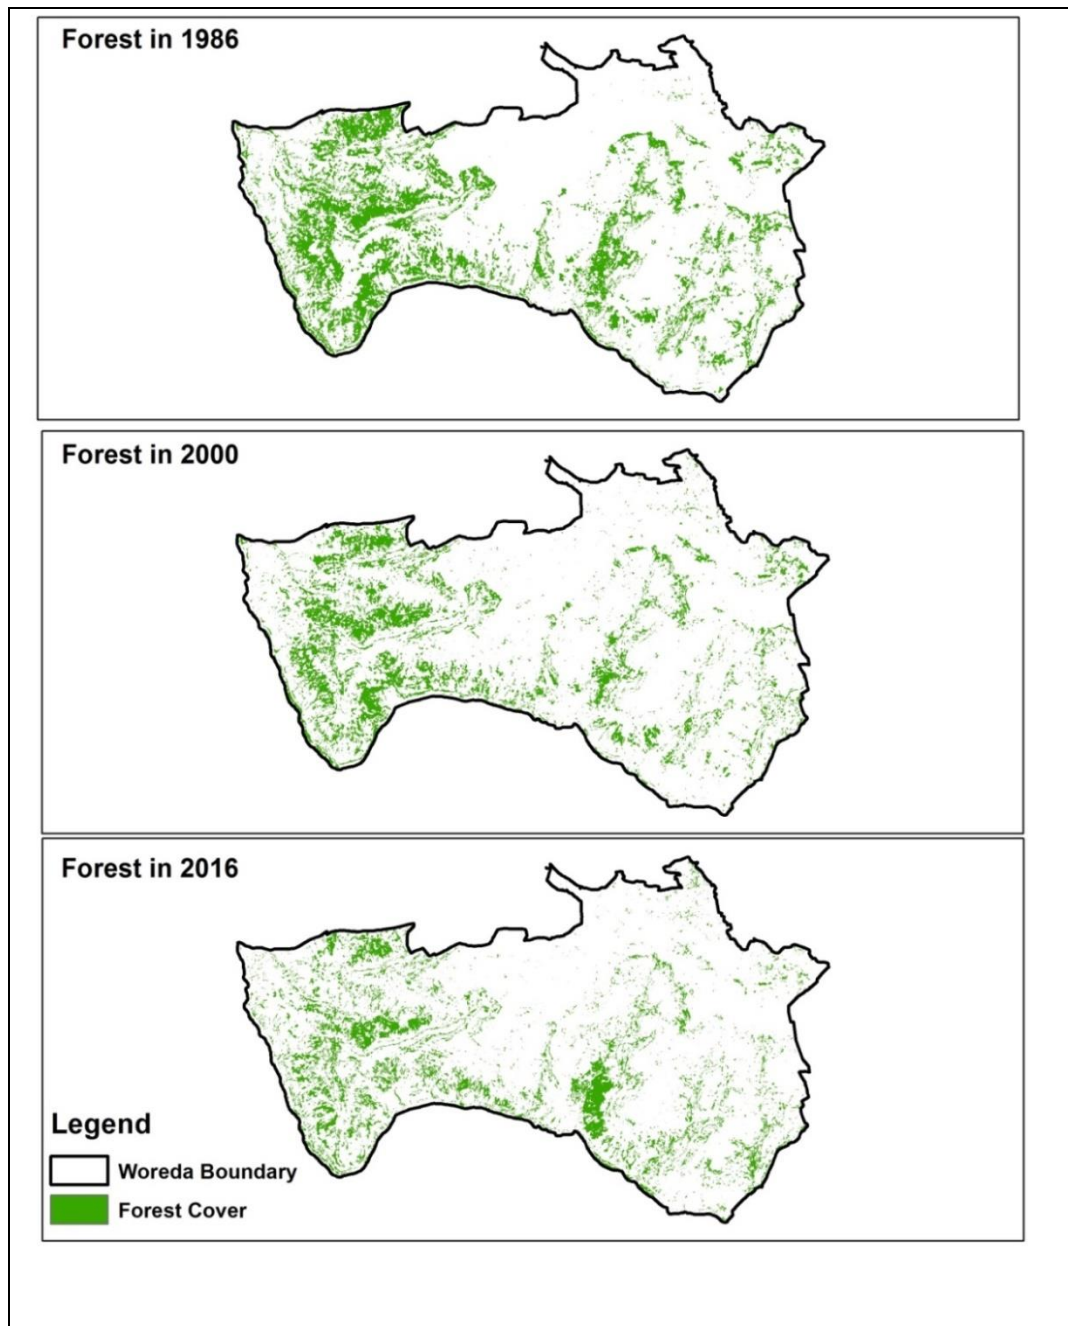 Forest in 1986
Forest in 2000
Forest in 2016
Legend
Woreda Boundary
Forest Cover